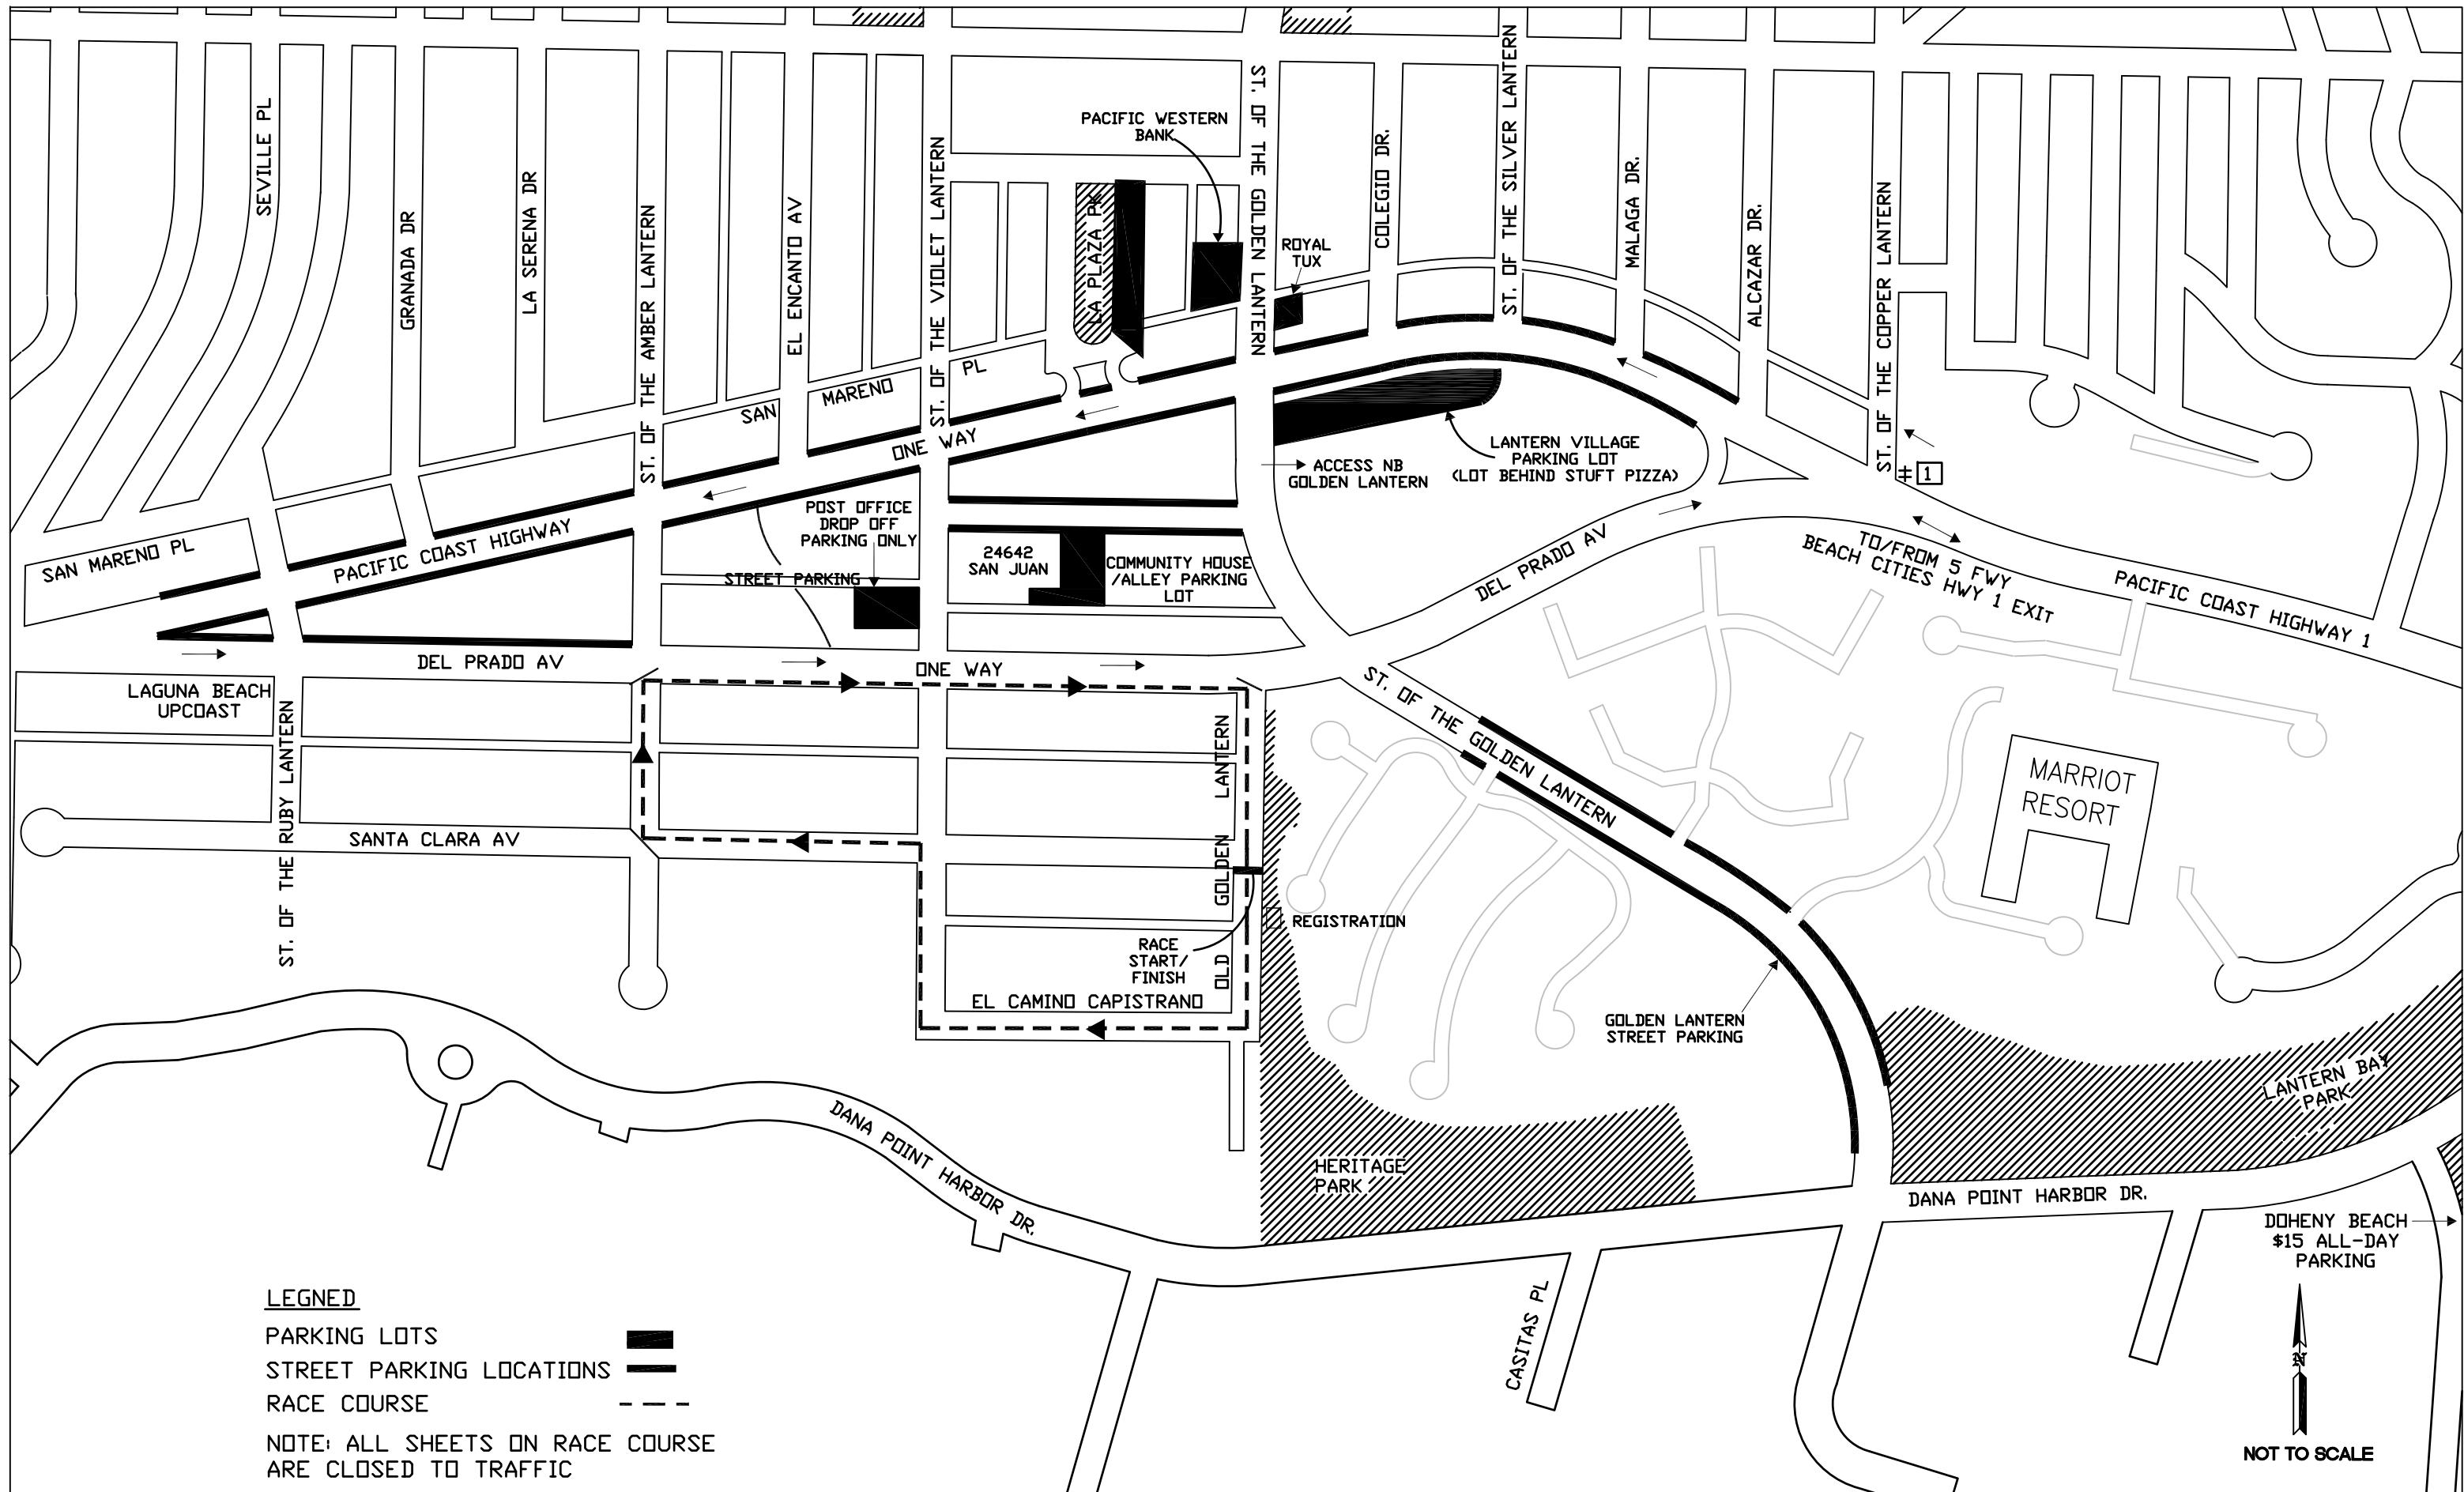 SEVILLE PL
GRANADA DR
LA SERENA DR
ST. OF THE AMBER LANTERN
EL ENCANTO AV
ST. OF THE VIOLET LANTERN
PACIFIC WESTERN
BANK
LA PLAZA PK
ST. OF THE GOLDEN LANTERN
ROYAL
TUX
COLEGIO DR.
ST. OF THE SILVER LANTERN
MALAGA DR.
ALCAZAR DR.
ST. OF THE COPPER LANTERN
SAN MARENO PL
ONE WAY
ACCESS NB
GOLDEN LANTERN
LANTERN VILLAGE
PARKING LOT
(LOT BEHIND STUFT PIZZA)
#1
SAN MARENO PL
PACIFIC COAST HIGHWAY
POST OFFICE
DROP OFF
PARKING ONLY
STREET PARKING
24642
SAN JUAN
COMMUNITY HOUSE
/ALLEY PARKING
LOT
DEL PRADO AV
TO/FROM 5 FWY
BEACH CITIES HWY 1 EXIT
PACIFIC COAST HIGHWAY 1
DEL PRADO AV
ONE WAY
LAGUNA BEACH
UPCOAST
ST. OF THE RUBY LANTERN
SANTA CLARA AV
OLD GOLDEN LANTERN
ST. OF THE GOLDEN LANTERN
MARRIOT
RESORT
REGISTRATION
RACE
START/
FINISH
EL CAMINO CAPISTRANO
GOLDEN LANTERN
STREET PARKING
LANTERN BAY
PARK
DANA POINT HARBOR DR.
HERITAGE
PARK
DANA POINT HARBOR DR.
DOHENY BEACH
$15 ALL-DAY
PARKING
CASITAS PL
LEGNED
PARKING LOTS
STREET PARKING LOCATIONS
RACE COURSE
NOTE: ALL SHEETS ON RACE COURSE
ARE CLOSED TO TRAFFIC
N
NOT TO SCALE